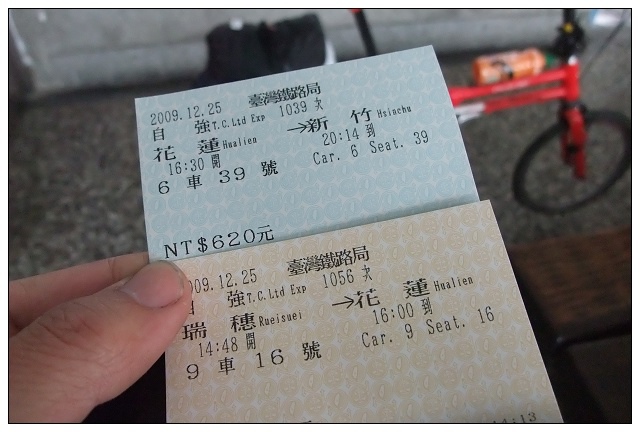 2009.12.25 臺灣鐵路局
自 強 T.C.Ltd Exp 1039 次
花 蓮 Hualien →新 竹 Hsinchu
16:30 開 20:14 到
6 車 39 號 Car. 6 Seat. 39
NT$620元
009.12.25 臺灣鐵路局
自 強 T.C.Ltd Exp 1056 次
瑞 穗 Rueisuei →花 蓮 Hualien
14:48 開 16:00 到
9 車 16 號 Car. 9 Seat. 16